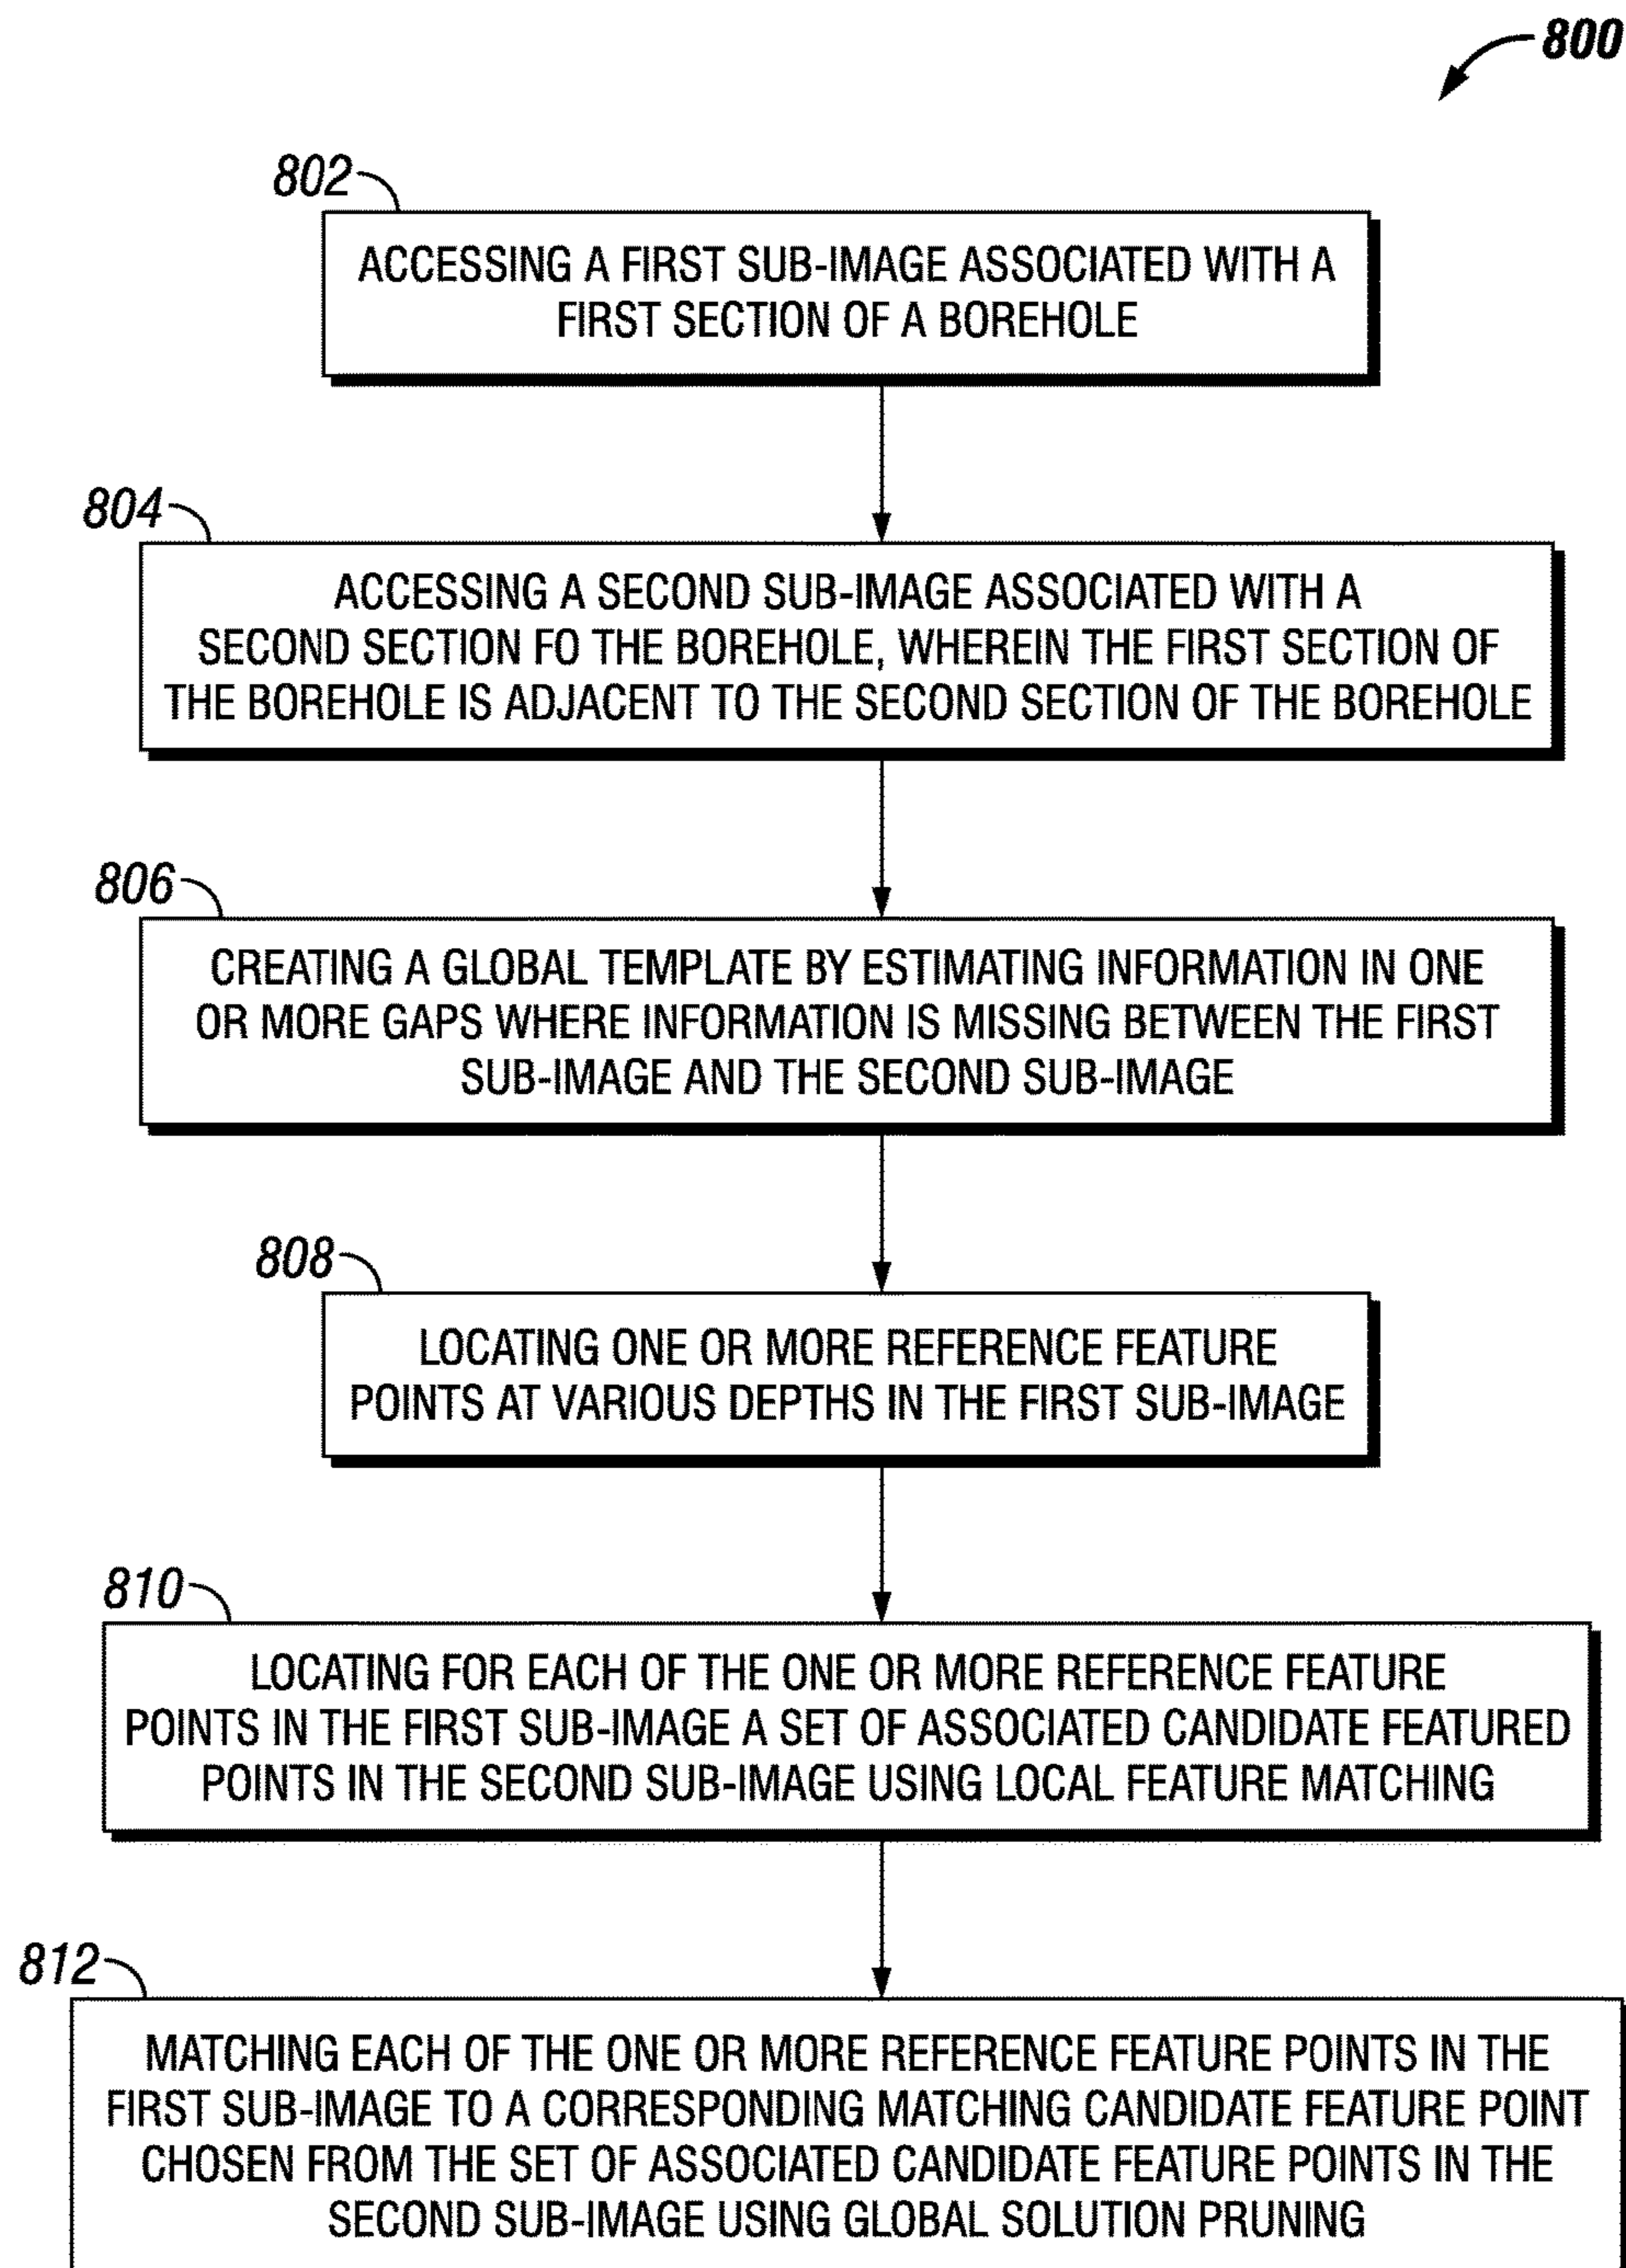 800
802
ACCESSING A FIRST SUB-IMAGE ASSOCIATED WITH A
FIRST SECTION OF A BOREHOLE
804
ACCESSING A SECOND SUB-IMAGE ASSOCIATED WITH A
SECOND SECTION FO THE BOREHOLE, WHEREIN THE FIRST SECTION OF
THE BOREHOLE IS ADJACENT TO THE SECOND SECTION OF THE BOREHOLE
806
CREATING A GLOBAL TEMPLATE BY ESTIMATING INFORMATION IN ONE
OR MORE GAPS WHERE INFORMATION IS MISSING BETWEEN THE FIRST
SUB-IMAGE AND THE SECOND SUB-IMAGE
808
LOCATING ONE OR MORE REFERENCE FEATURE
POINTS AT VARIOUS DEPTHS IN THE FIRST SUB-IMAGE
810
LOCATING FOR EACH OF THE ONE OR MORE REFERENCE FEATURE
POINTS IN THE FIRST SUB-IMAGE A SET OF ASSOCIATED CANDIDATE FEATURED
POINTS IN THE SECOND SUB-IMAGE USING LOCAL FEATURE MATCHING
812
MATCHING EACH OF THE ONE OR MORE REFERENCE FEATURE POINTS IN THE
FIRST SUB-IMAGE TO A CORRESPONDING MATCHING CANDIDATE FEATURE POINT
CHOSEN FROM THE SET OF ASSOCIATED CANDIDATE FEATURE POINTS IN THE
SECOND SUB-IMAGE USING GLOBAL SOLUTION PRUNING